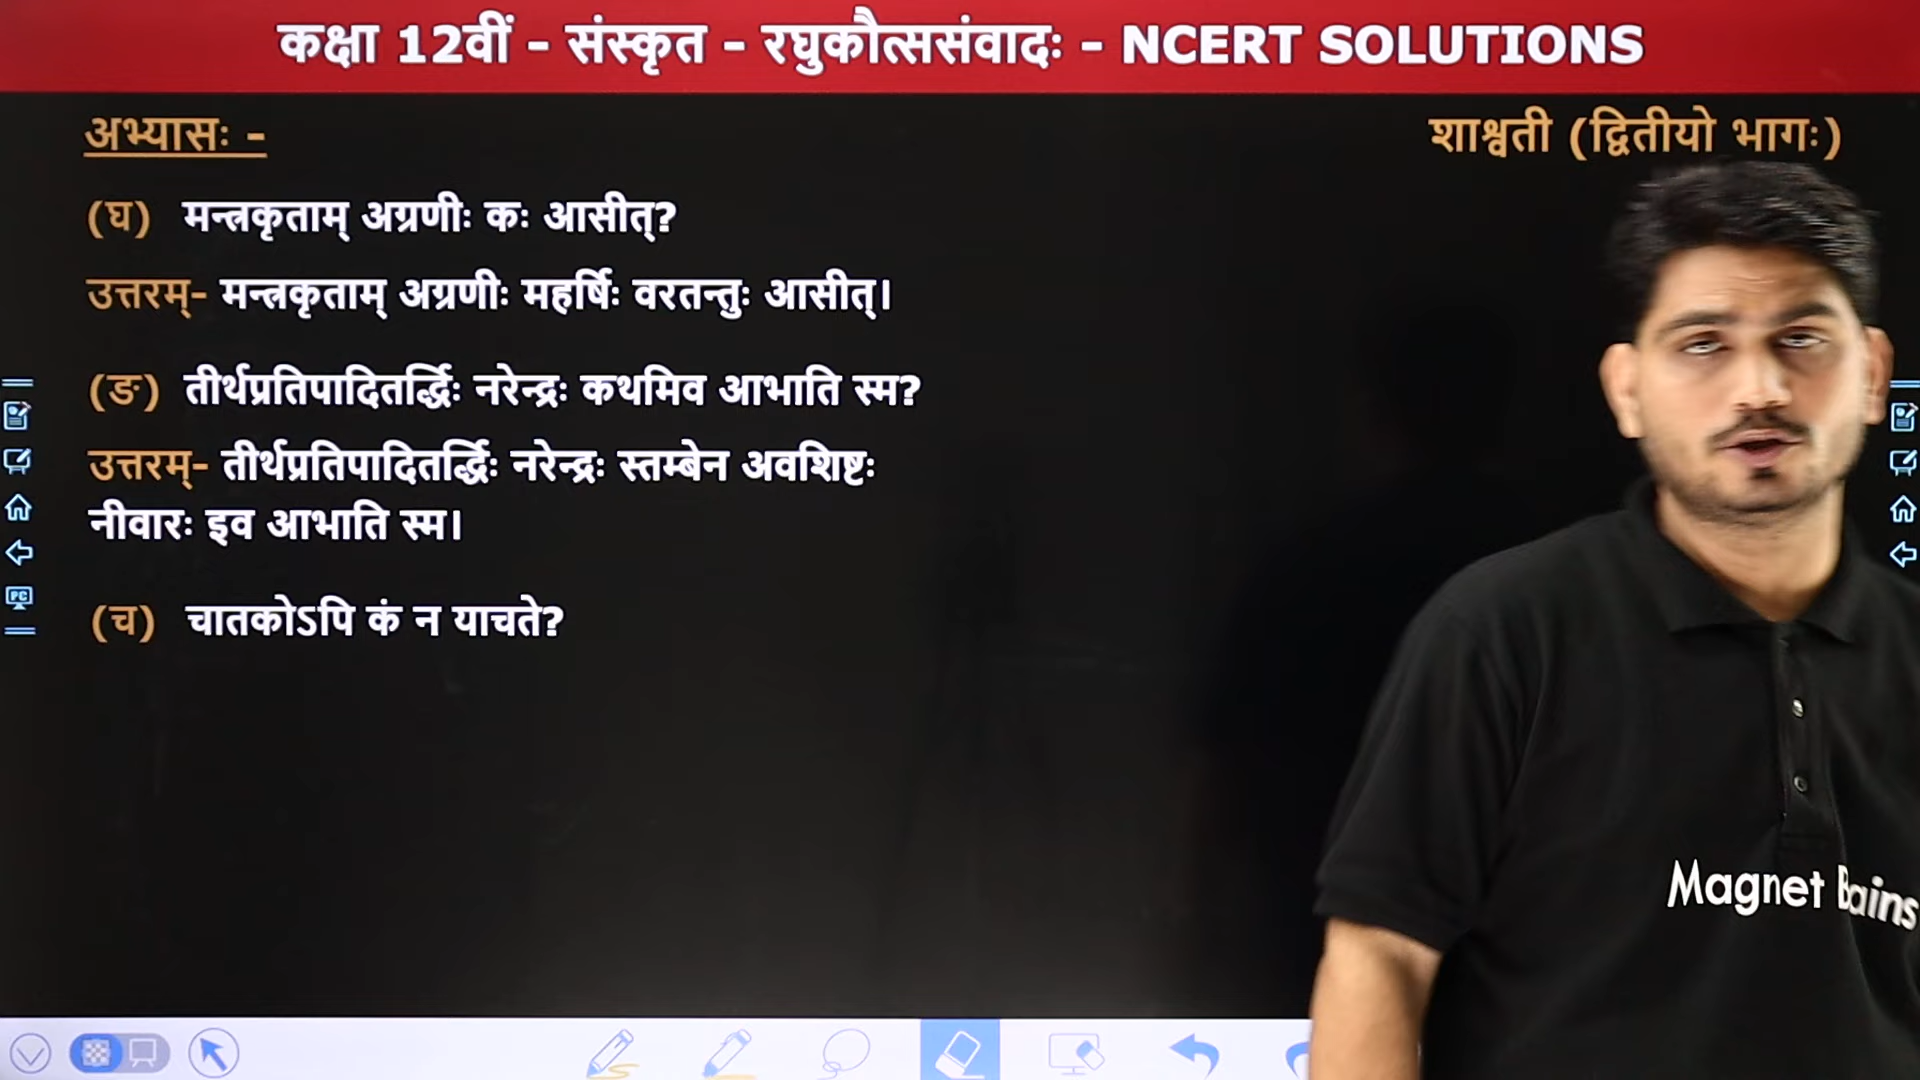 कक्षा 12वीं – संस्कृत – रघुकौत्ससंवादः – NCERT SOLUTIONS
अभ्यासः -
शाश्वती (द्वितीयो भागः)
(घ) मन्त्रकृताम् अग्रणीः कः आसीत्?
उत्तरम्- मन्त्रकृताम् अग्रणीः महर्षिः वरतन्तुः आसीत्।
(ङ) तीर्थप्रतिपादितर्द्धिः नरेन्द्रः कथमिव आभाति स्म?
उत्तरम्- तीर्थप्रतिपादितर्द्धिः नरेन्द्रः स्तम्बेन अवशिष्टः
नीवारः इव आभाति स्म।
(च) चातकोऽपि कं न याचते?
PC
Magnet Bains